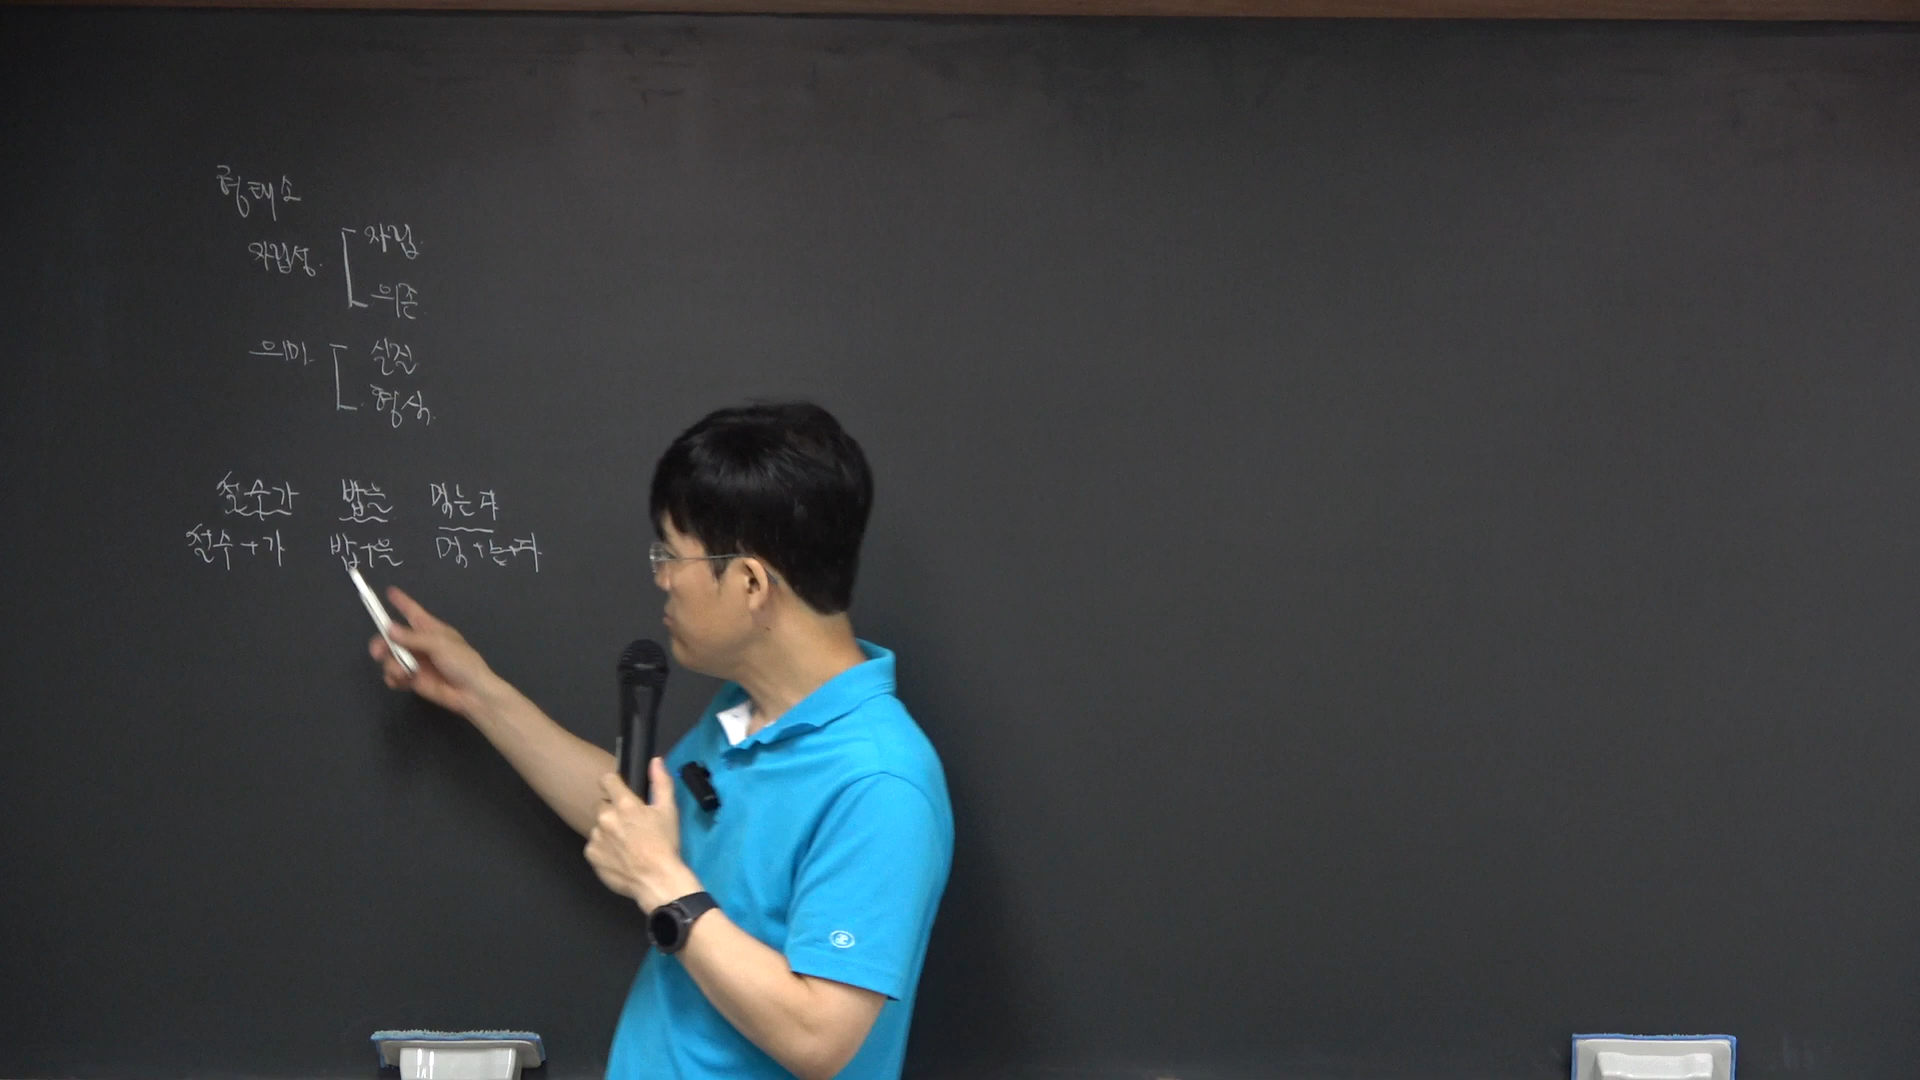 형태소
자립성. 자립.
의존
의미. 실질
형식.
철수가 밥을 먹는다
철수+가 밥+을 먹+는+다